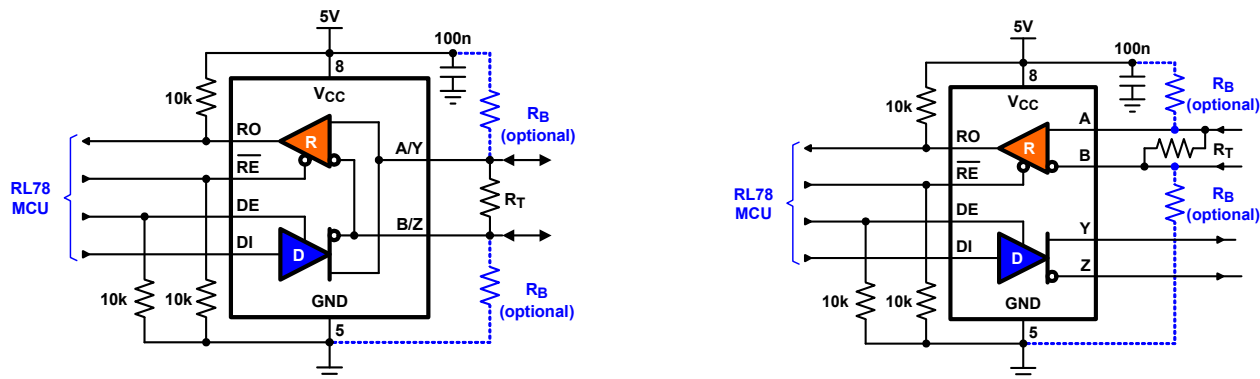 5V
100n
8
10k
VCC
RB
(optional)
RO
R
A/Y
RE
RL78
MCU
RT
DE
B/Z
DI
D
RB
(optional)
10k
10k
GND
5
5V
100n
8
10k
VCC
RB
(optional)
A
RO
R
B
RT
RE
RL78
MCU
RB
(optional)
DE
Y
DI
D
Z
10k
10k
GND
5